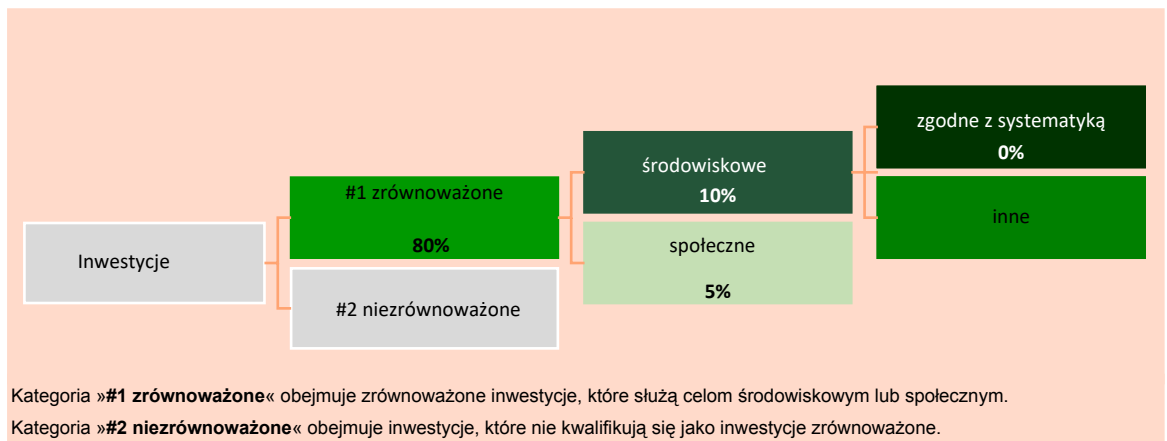 Inwestycje
#1 zrównoważone
80%
#2 niezrównoważone
środowiskowe
10%
społeczne
5%
zgodne z systematyką
0%
inne
Kategoria »#1 zrównoważone« obejmuje zrównoważone inwestycje, które służą celom środowiskowym lub społecznym.
Kategoria »#2 niezrównoważone« obejmuje inwestycje, które nie kwalifikują się jako inwestycje zrównoważone.